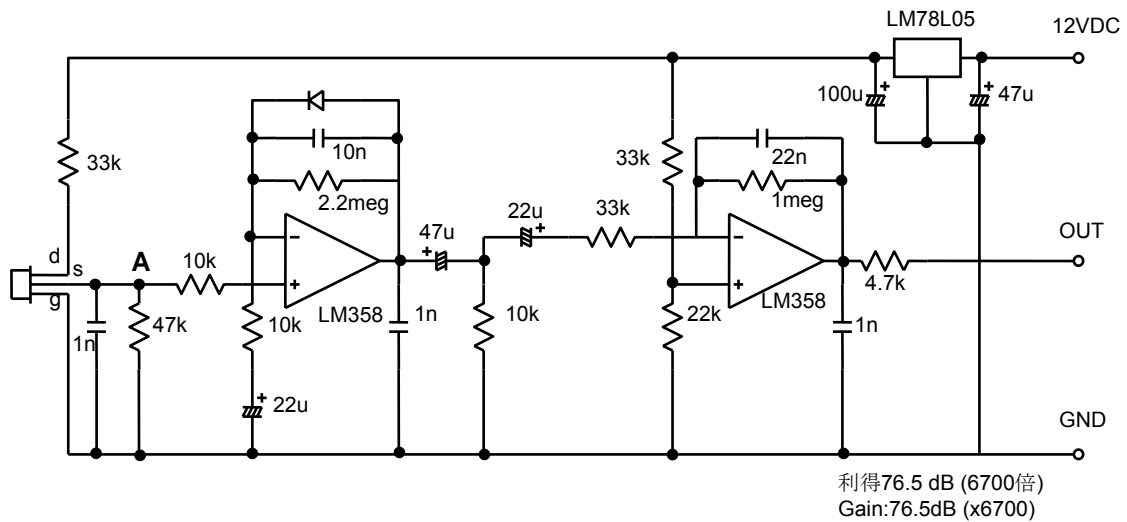 LM78L05
12VDC
100u
+
+
47u
10n
33k
2.2meg
33k
22n
1meg
47u
+
22u
+
33k
OUT
d
s
g
A
10k
−
+
LM358
−
+
LM358
4.7k
1n
47k
10k
1n
10k
22k
1n
+
22u
GND
利得76.5 dB (6700倍)
Gain:76.5dB (x6700)